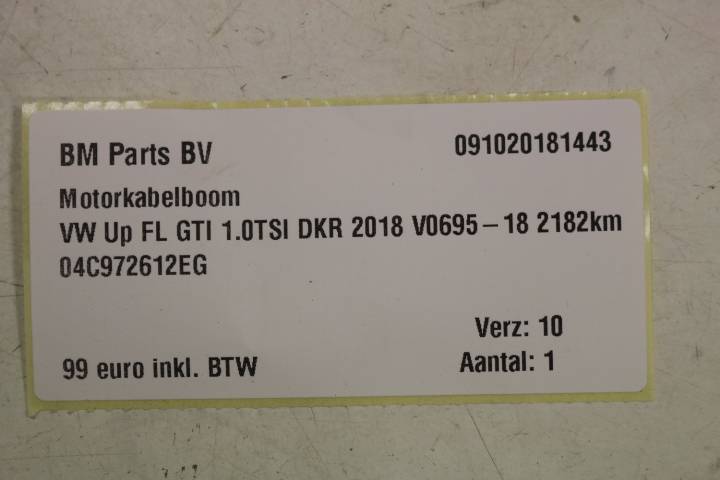 BM Parts BV 091020181443
Motorkabelboom
VW Up FL GTI 1.0TSI DKR 2018 V0695-18 2182km
04C972612EG
Verz: 10
99 euro inkl. BTW Aantal: 1